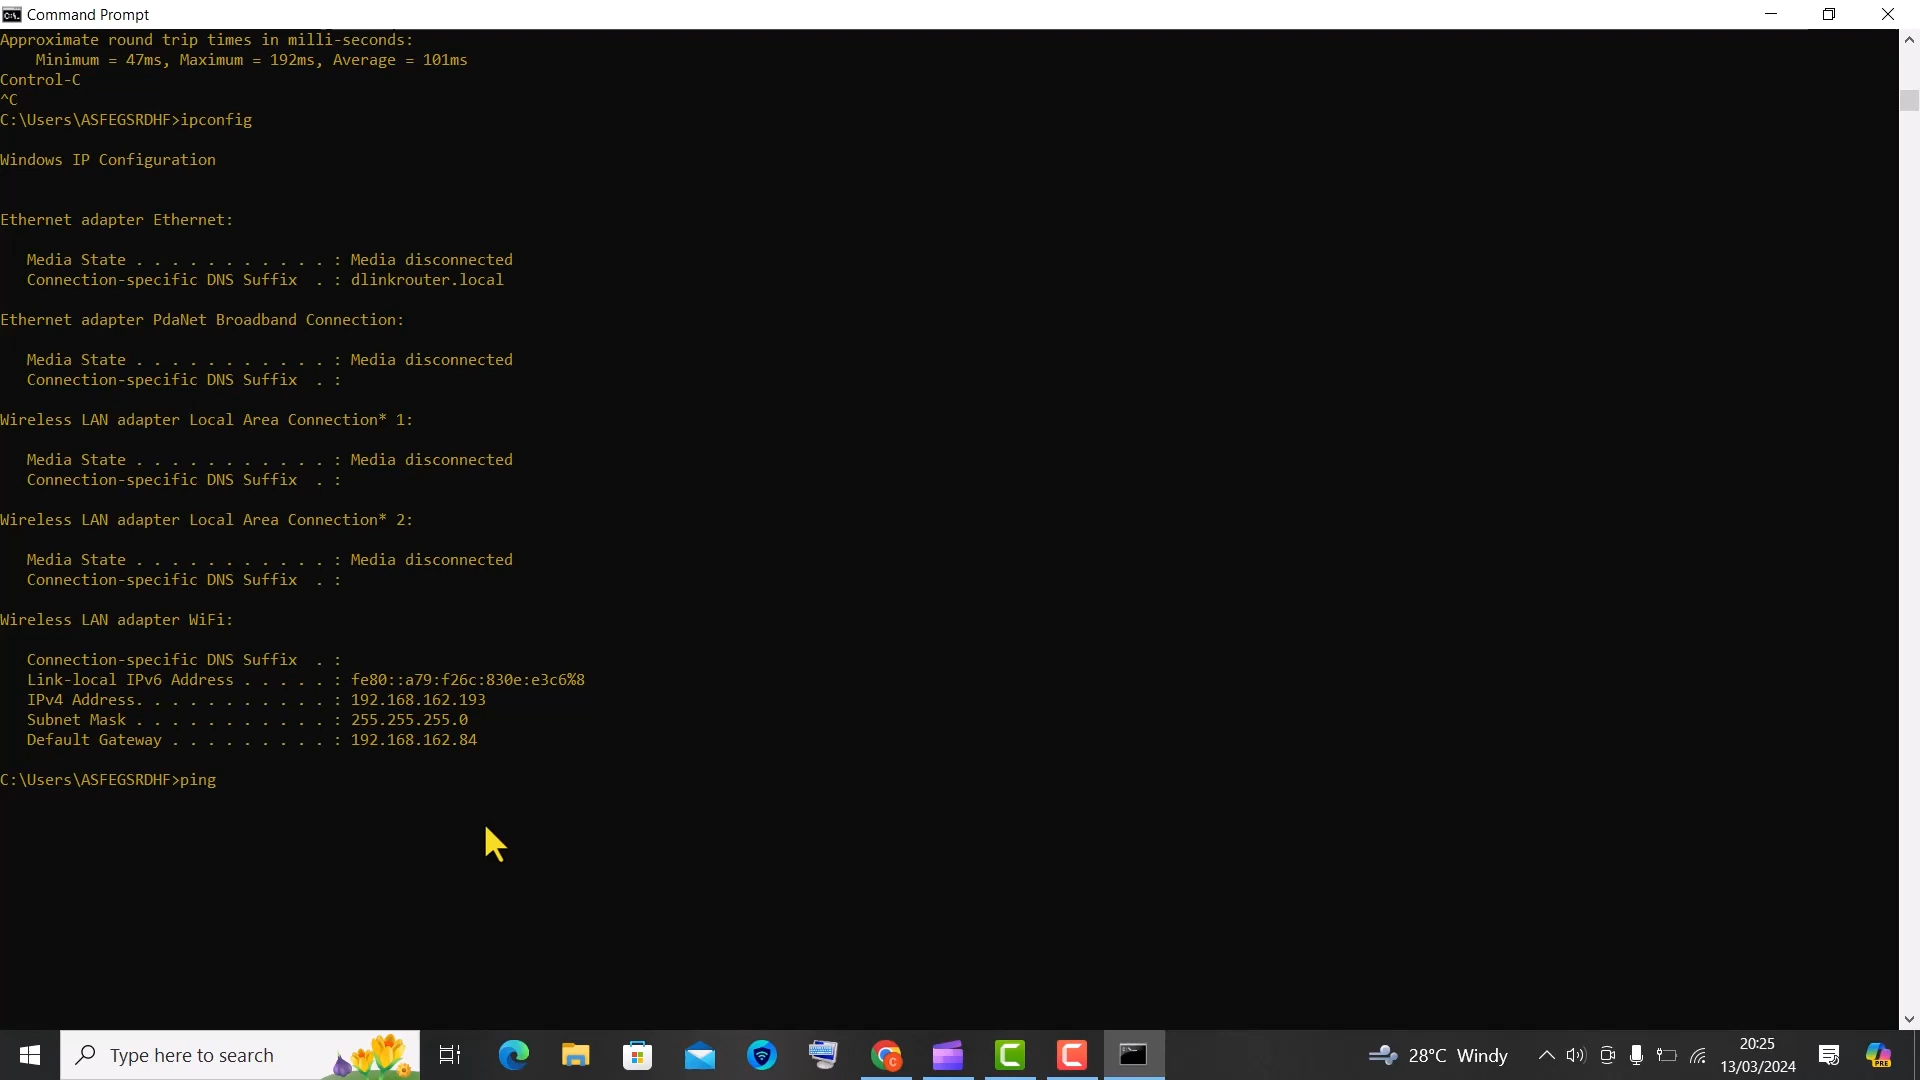 Command Prompt
Approximate round trip times in milli-seconds:
    Minimum = 47ms, Maximum = 192ms, Average = 101ms
Control-C
^C
C:\Users\ASFEGSRDHF>ipconfig
Windows IP Configuration
Ethernet adapter Ethernet:
   Media State . . . . . . . . . . . : Media disconnected
   Connection-specific DNS Suffix  . : dlinkrouter.local
Ethernet adapter PdaNet Broadband Connection:
   Media State . . . . . . . . . . . : Media disconnected
   Connection-specific DNS Suffix  . :
Wireless LAN adapter Local Area Connection* 1:
   Media State . . . . . . . . . . . : Media disconnected
   Connection-specific DNS Suffix  . :
Wireless LAN adapter Local Area Connection* 2:
   Media State . . . . . . . . . . . : Media disconnected
   Connection-specific DNS Suffix  . :
Wireless LAN adapter WiFi:
   Connection-specific DNS Suffix  . :
   Link-local IPv6 Address . . . . . : fe80::a79:f26c:830e:e3c6%8
   IPv4 Address. . . . . . . . . . . : 192.168.162.193
   Subnet Mask . . . . . . . . . . . : 255.255.255.0
   Default Gateway . . . . . . . . . : 192.168.162.84
C:\Users\ASFEGSRDHF>ping
Type here to search
28°C Windy
20:25
13/03/2024
PRE